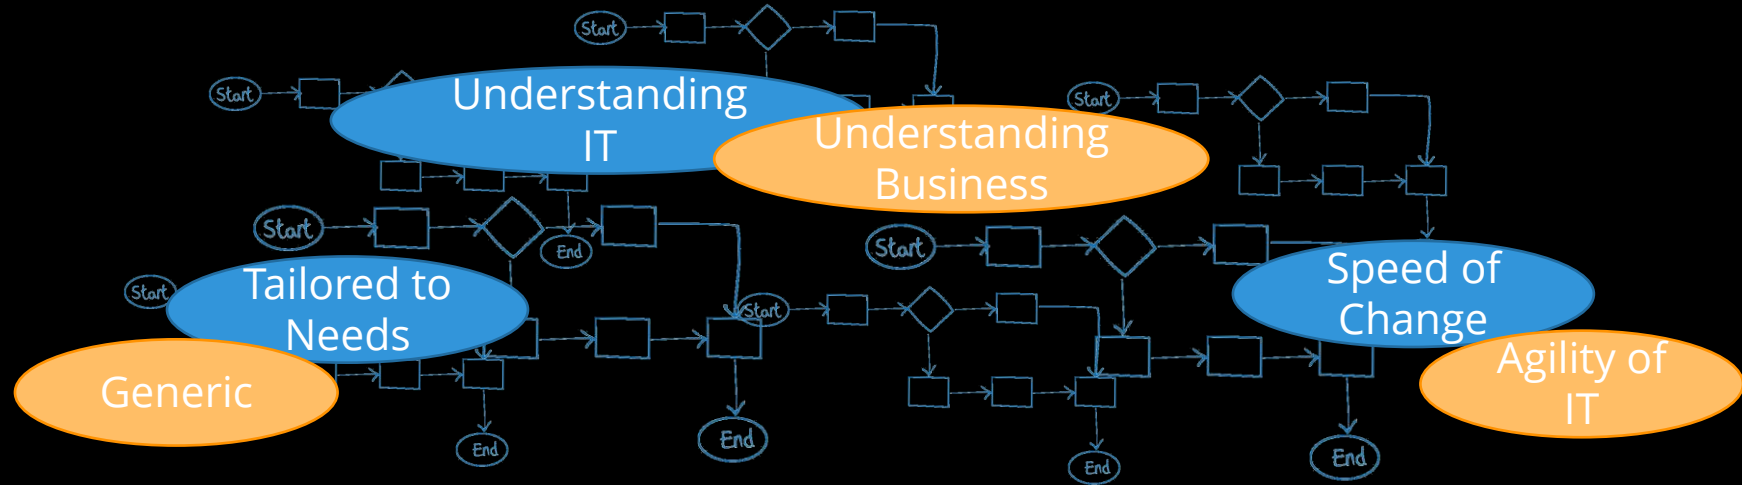 Start
Start
Understanding
IT
Start
Understanding
Business
Start
End
Start
Tailored to
Needs
Start
Start
Speed of
Change
Generic
Agility of
IT
End
End
End
End